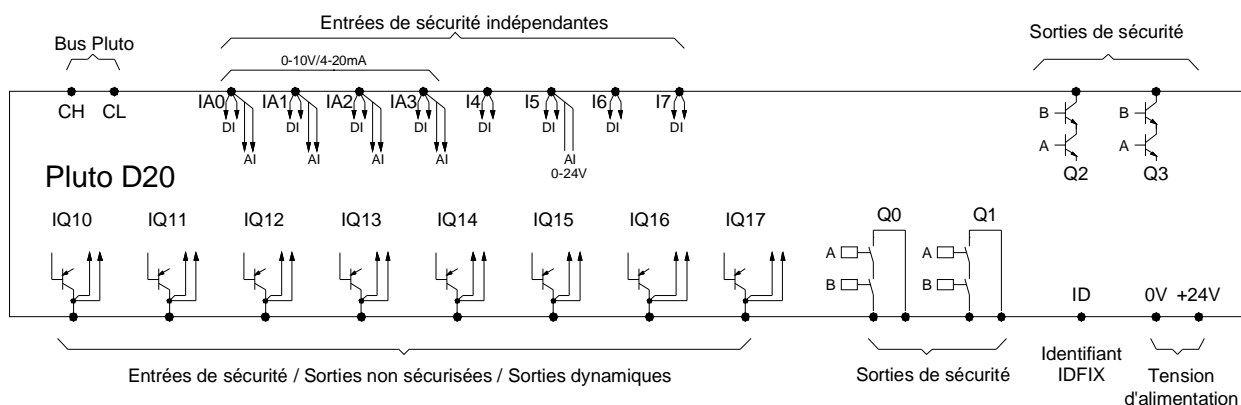 Entrées de sécurité indépendantes
Bus Pluto
Sorties de sécurité
0-10V/4-20mA
CH CL IA0 IA1 IA2 IA3 I4 I5 I6 I7
DI DI DI DI DI DI DI DI
AI AI AI AI AI
0-24V
B B
A A
Q2 Q3
Pluto D20
IQ10 IQ11 IQ12 IQ13 IQ14 IQ15 IQ16 IQ17 Q0 Q1
A A
B B
ID 0V +24V
Entrées de sécurité / Sorties non sécurisées / Sorties dynamiques
Sorties de sécurité
Identifiant
IDFIX
Tension
d'alimentation